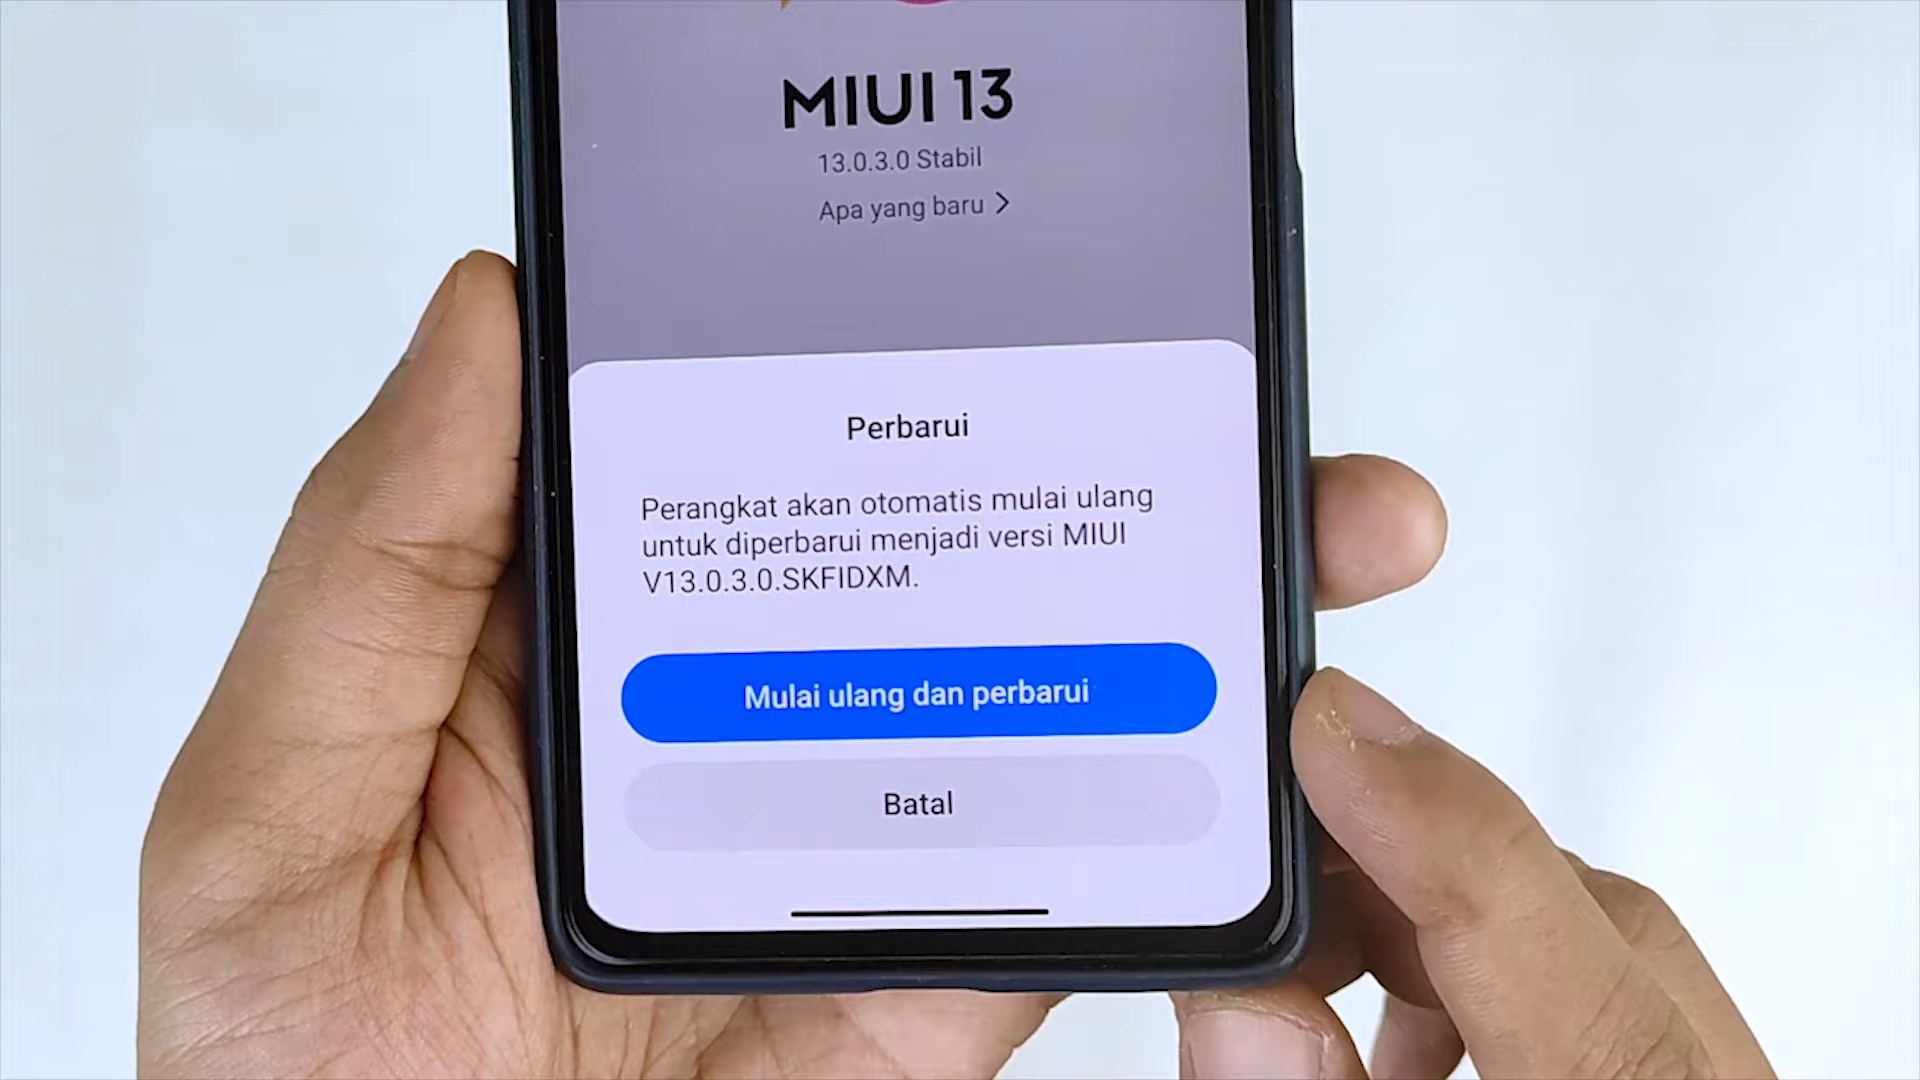 MIUI 13
13.0.3.0 Stabil
Apa yang baru >
Perbarui
Perangkat akan otomatis mulai ulang
untuk diperbarui menjadi versi MIUI
V13.0.3.0.SKFIDXM.
Mulai ulang dan perbarui
Batal